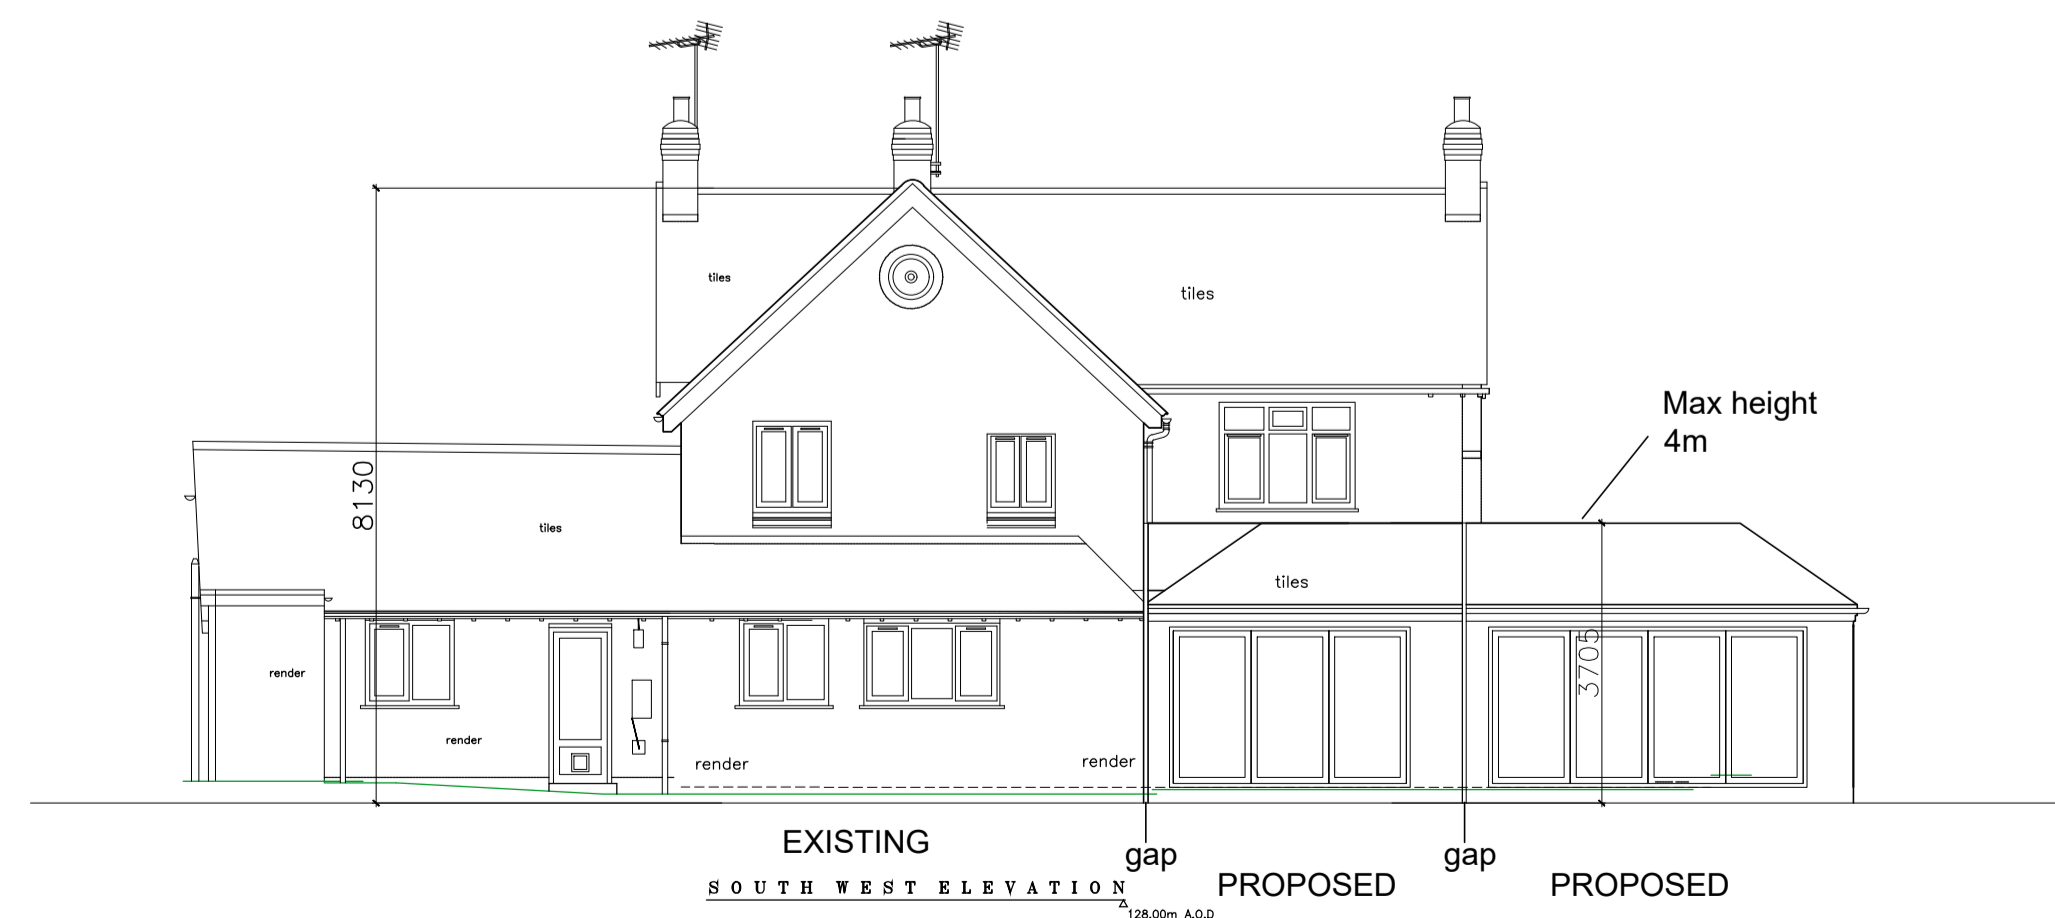 tiles
tiles
Max height
4m
8130
tiles
tiles
3705
render
render
render
render
EXISTING
gap
gap
PROPOSED
PROPOSED
SOUTH WEST ELEVATION
128.00m A.O.D